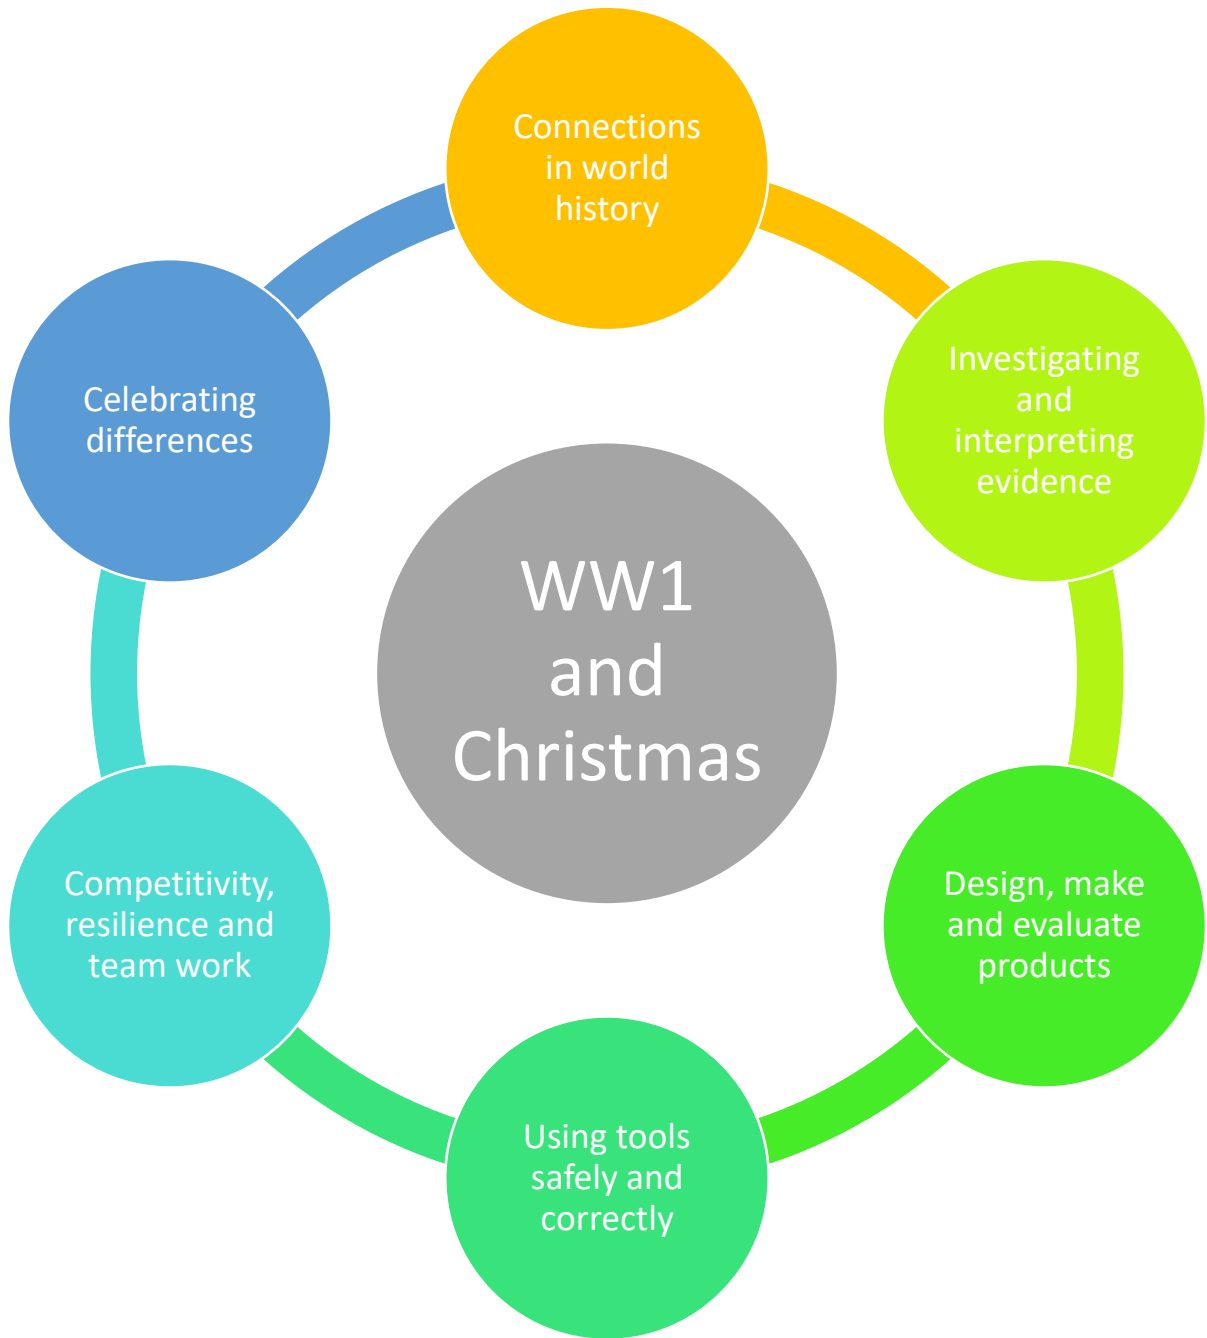 Connections
in world
history
Investigating
and
interpreting
evidence
Design, make
and evaluate
products
Using tools
safely and
correctly
Competitivity,
resilience and
team work
Celebrating
differences
WW1
and
Christmas